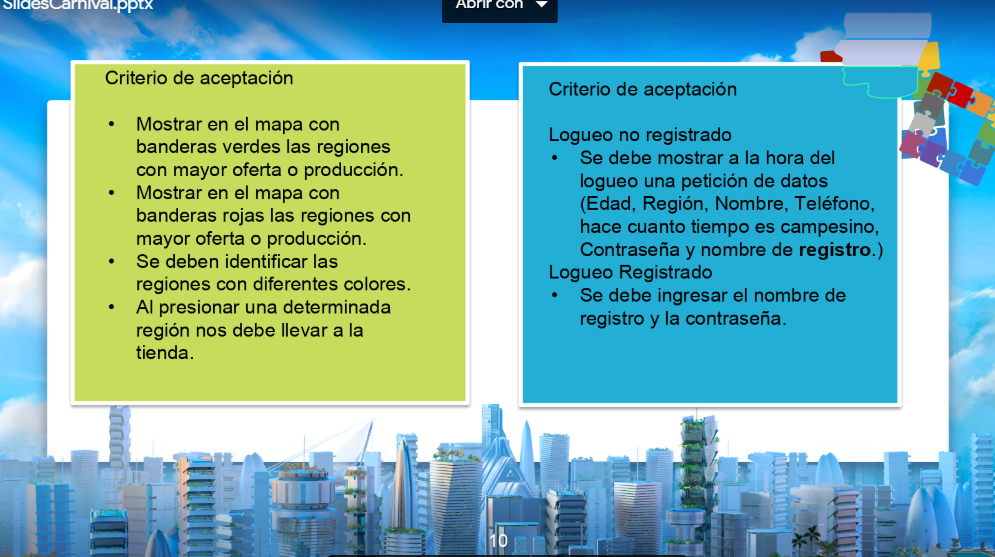 SlidesCarnival.pptx
Abrir con
Criterio de aceptación
• Mostrar en el mapa con
banderas verdes las regiones
con mayor oferta o producción.
• Mostrar en el mapa con
banderas rojas las regiones con
mayor oferta o producción.
• Se deben identificar las
regiones con diferentes colores.
• Al presionar una determinada
región nos debe llevar a la
tienda.
Criterio de aceptación
Logueo no registrado
• Se debe mostrar a la hora del
logueo una petición de datos
(Edad, Región, Nombre, Teléfono,
hace cuanto tiempo es campesino,
Contraseña y nombre de registro.)
Logueo Registrado
• Se debe ingresar el nombre de
registro y la contraseña.
10